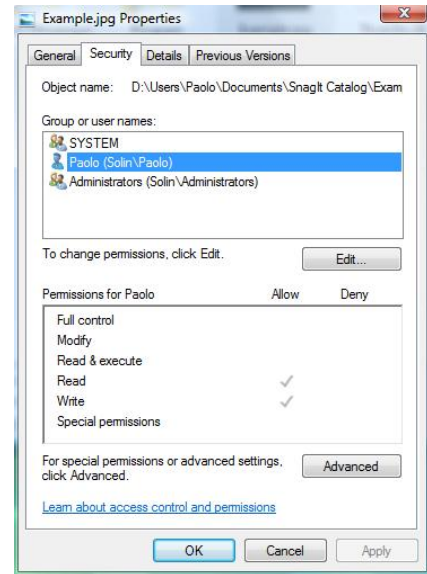 Example.jpg Properties
General Security Details Previous Versions
Object name: D:\Users\Paolo\Documents\SnagIt Catalog\Exam
Group or user names:
SYSTEM
Paolo (Solin\Paolo)
Administrators (Solin\Administrators)
To change permissions, click Edit.
Edit...
Permissions for Paolo Allow Deny
Full control
Modify
Read & execute
Read
Write
Special permissions
For special permissions or advanced settings,
click Advanced.
Advanced
Learn about access control and permissions
OK Cancel Apply